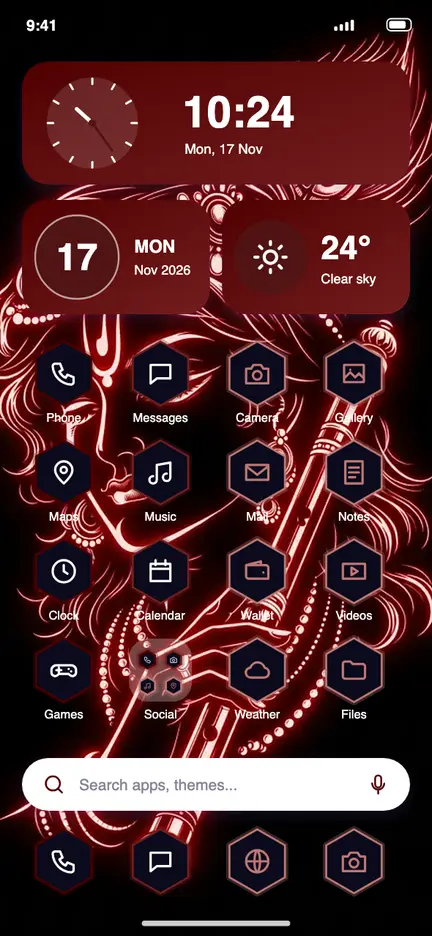 9:41
10:24
Mon, 17 Nov
17
MON
Nov 2026
24°
Clear sky
Phone
Messages
Camera
Gallery
Maps
Music
Mail
Notes
Clock
Calendar
Wallet
Videos
Games
Social
Weather
Files
Search apps, themes...